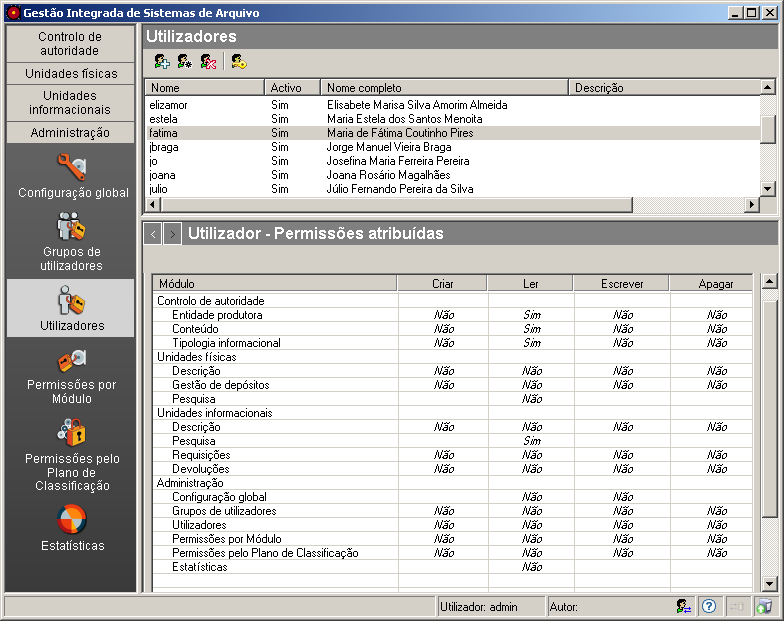 Gestão Integrada de Sistemas de Arquivo
Controlo de
autoridade
Unidades físicas
Unidades
informacionais
Administração
Configuração global
Grupos de
utilizadores
Utilizadores
Permissões por
Módulo
Permissões pelo
Plano de
Classificação
Estatísticas
Utilizadores
Nome Activo Nome completo Descrição
elizamor Sim Elisabete Marisa Silva Amorim Almeida
estela Sim Maria Estela dos Santos Menoita
fatima Sim Maria de Fátima Coutinho Pires
jbraga Sim Jorge Manuel Vieira Braga
jo Sim Josefina Maria Ferreira Pereira
joana Sim Joana Rosário Magalhães
julio Sim Júlio Fernando Pereira da Silva
< > Utilizador - Permissões atribuídas
Módulo Criar Ler Escrever Apagar
Controlo de autoridade
Entidade produtora Não Sim Não Não
Conteúdo Não Sim Não Não
Tipologia informacional Não Sim Não Não
Unidades físicas
Descrição Não Não Não Não
Gestão de depósitos Não Não Não Não
Pesquisa Não
Unidades informacionais
Descrição Não Não Não Não
Pesquisa Sim
Requisições Não Não Não Não
Devoluções Não Não Não Não
Administração
Configuração global Não Não
Grupos de utilizadores Não Não Não Não
Utilizadores Não Não Não Não
Permissões por Módulo Não Não Não Não
Permissões pelo Plano de Classificação Não Não Não Não
Estatísticas Não
Utilizador: admin Autor: ?